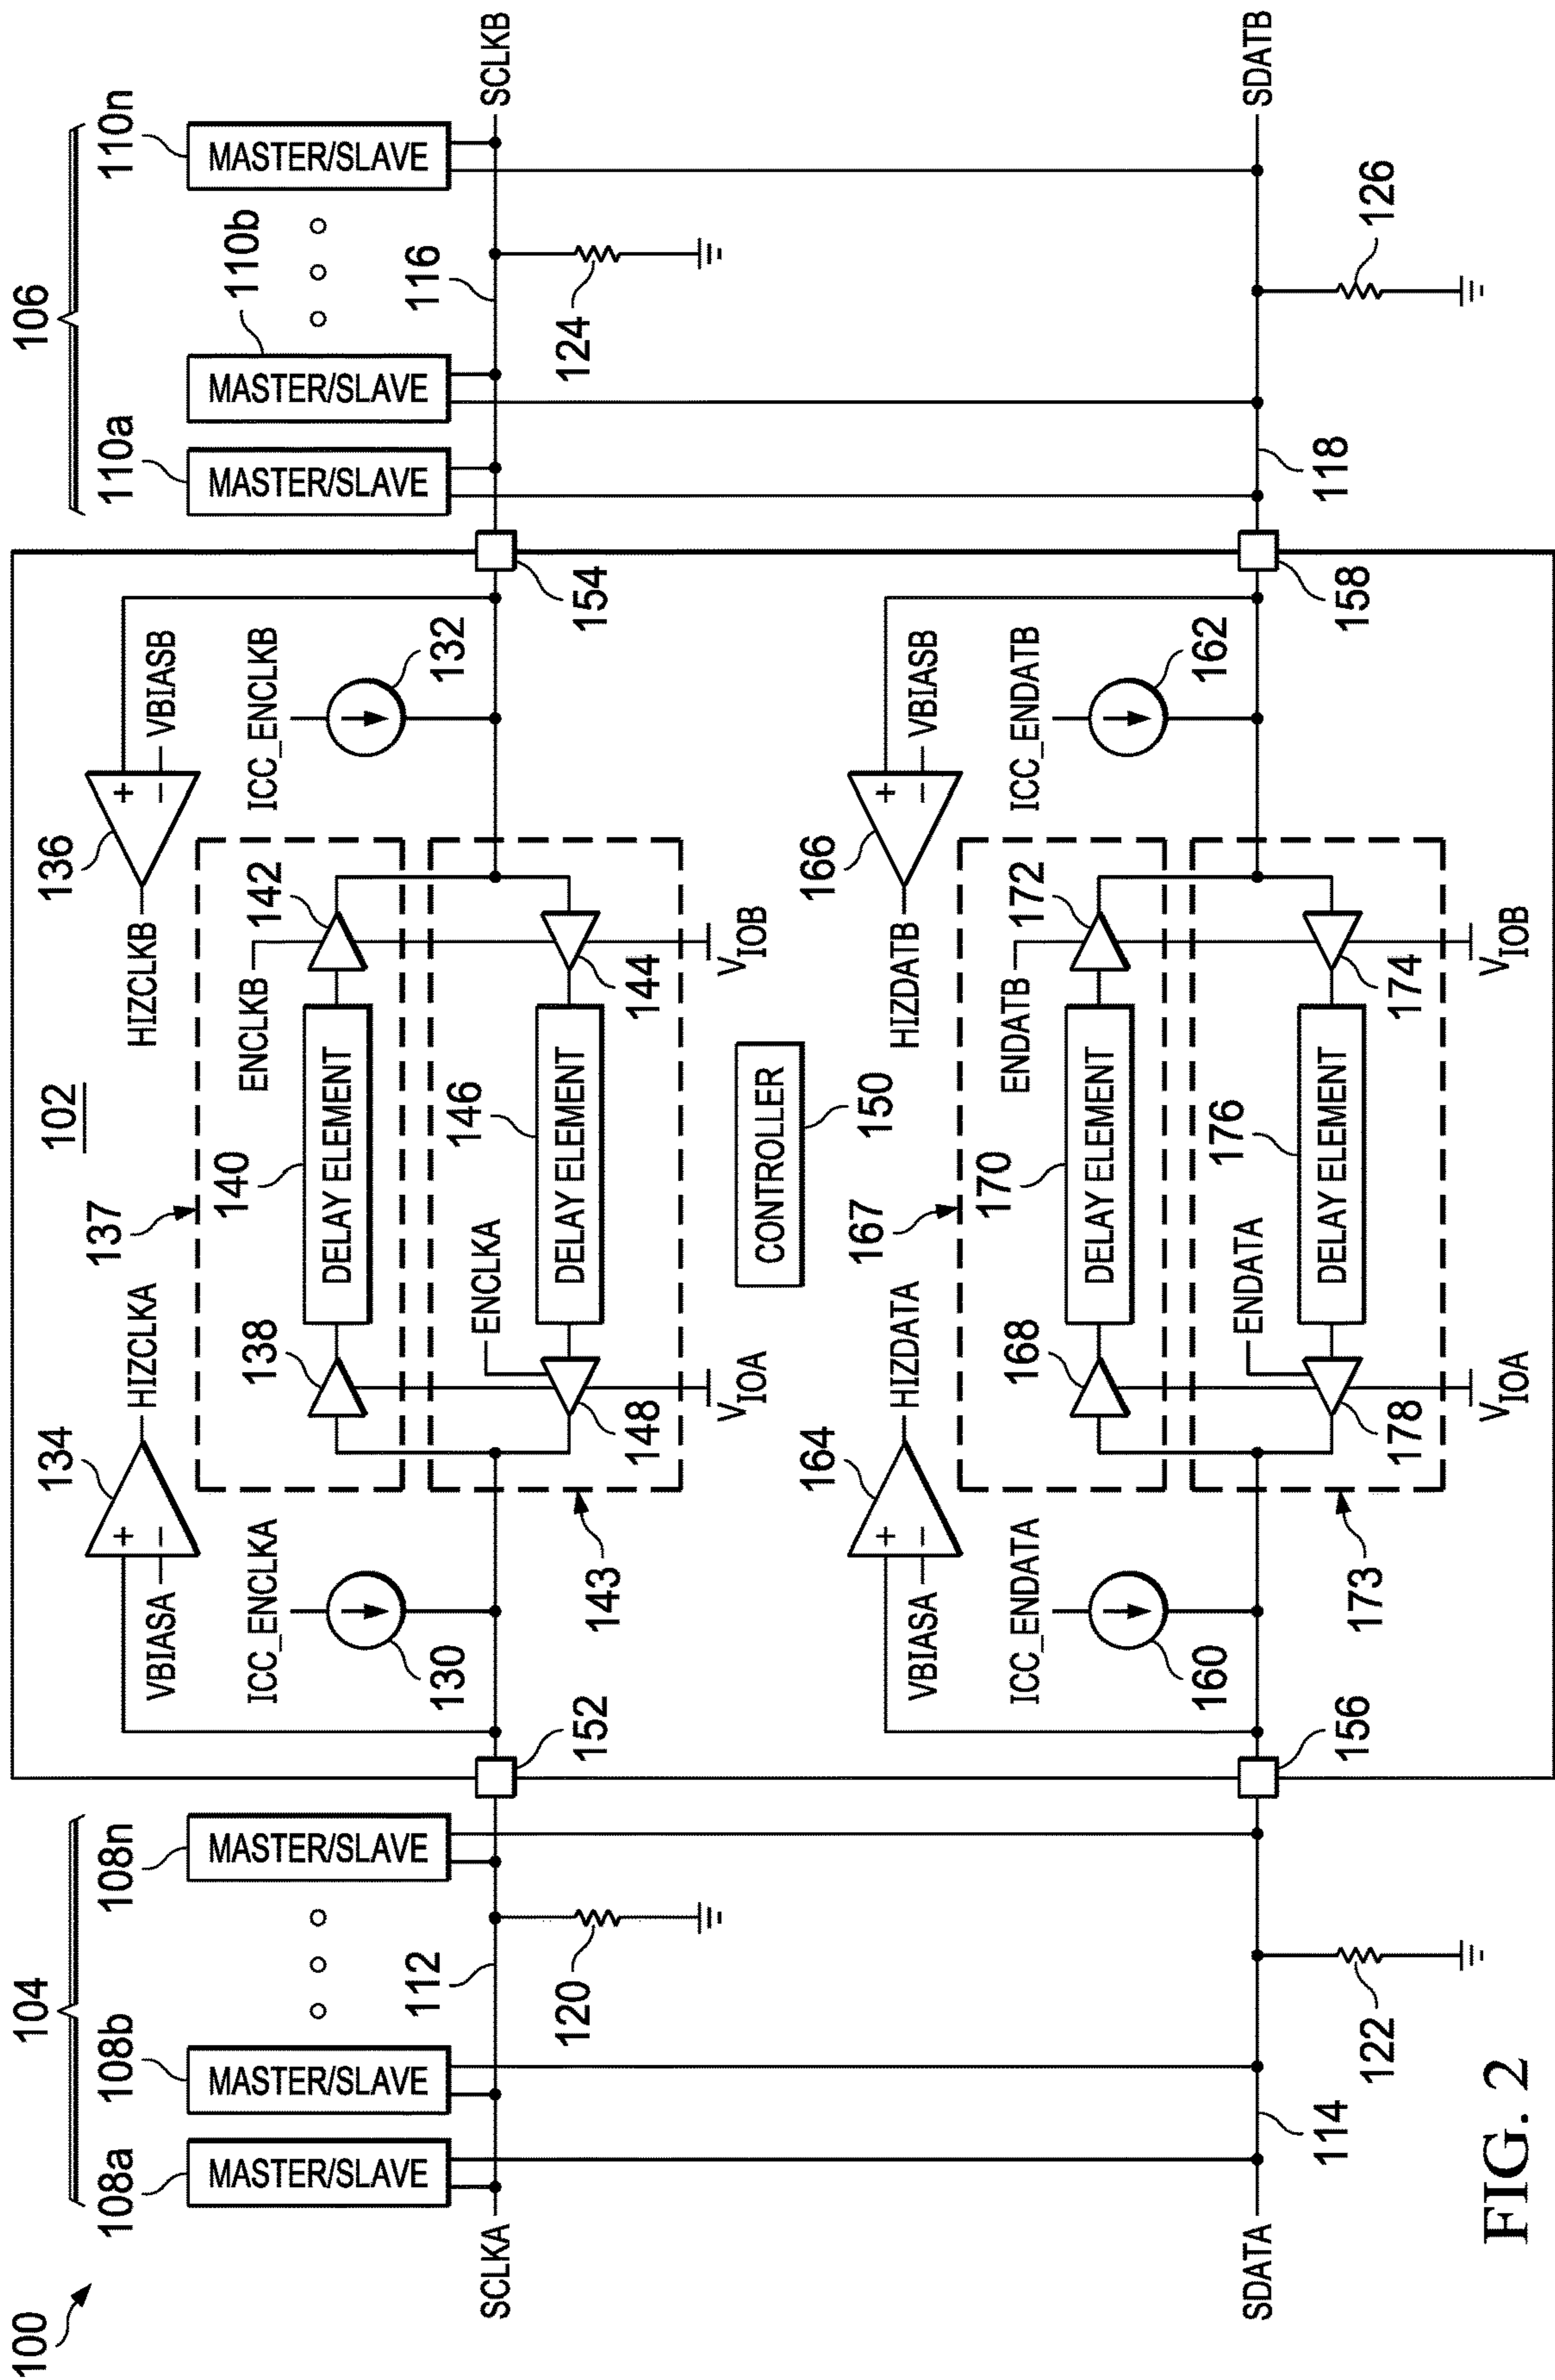 100
104
102
106
108a
108b
108n
134
HIZCLKA
137
HIZCLKB
136
110a
110b
110n
MASTER/SLAVE
MASTER/SLAVE
MASTER/SLAVE
+
−
VBIASA
+
−
VBIASB
MASTER/SLAVE
MASTER/SLAVE
MASTER/SLAVE
ICC_ENCLKA
130
138
140
DELAY ELEMENT
ENCLKB
142
ICC_ENCLKB
132
112
116
SCLKA
SCLKB
152
143
148
ENCLKA
146
DELAY ELEMENT
144
154
120
124
VIOA
VIOB
CONTROLLER
150
164
HIZDATA
167
HIZDATB
166
+
−
VBIASA
+
−
VBIASB
ICC_ENDATA
160
168
170
DELAY ELEMENT
ENDATB
172
ICC_ENDATB
162
SDATA
SDATB
114
118
156
173
178
ENDATA
176
DELAY ELEMENT
174
158
122
126
VIOA
VIOB
FIG. 2